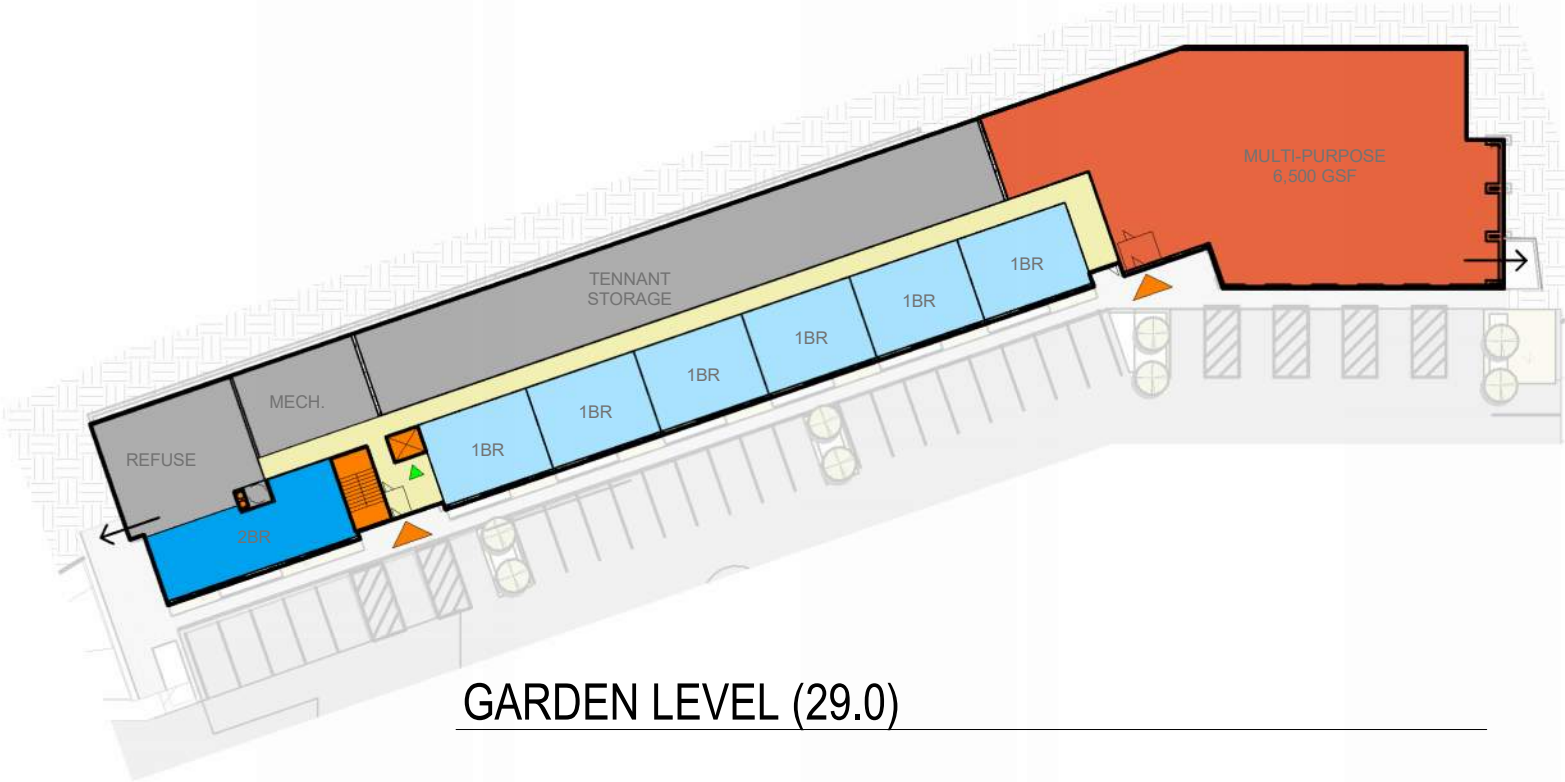 MULTI-PURPOSE
6,500 GSF
1BR
TENNANT
STORAGE
1BR
1BR
1BR
MECH.
1BR
1BR
REFUSE
2BR
GARDEN LEVEL (29.0)